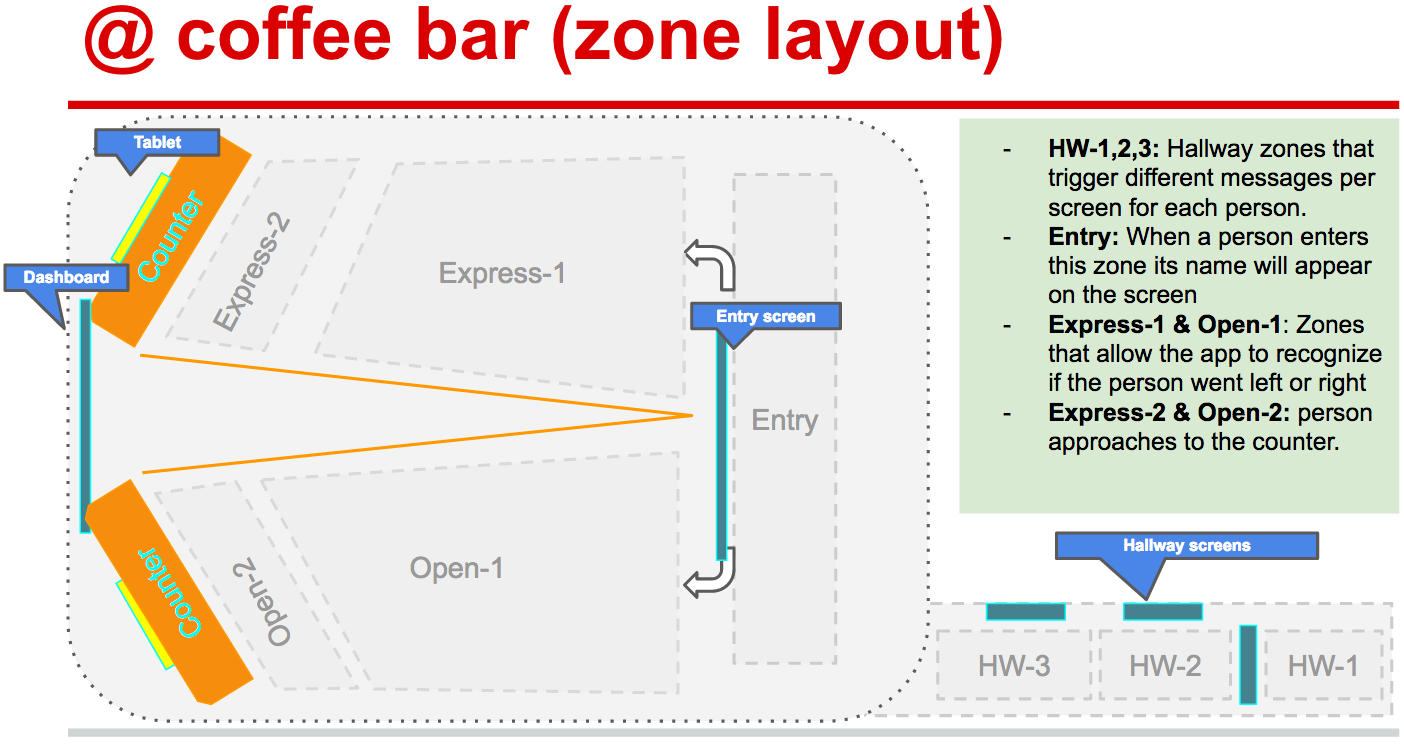 @ coffee bar (zone layout)
Tablet
Counter
Express-2
Express-1
Dashboard
Entry screen
Entry
Counter
Open-2
Open-1
- HW-1,2,3: Hallway zones that
trigger different messages per
screen for each person.
- Entry: When a person enters
this zone its name will appear
on the screen
- Express-1 & Open-1: Zones
that allow the app to recognize
if the person went left or right
- Express-2 & Open-2: person
approaches to the counter.
Hallway screens
HW-3
HW-2
HW-1